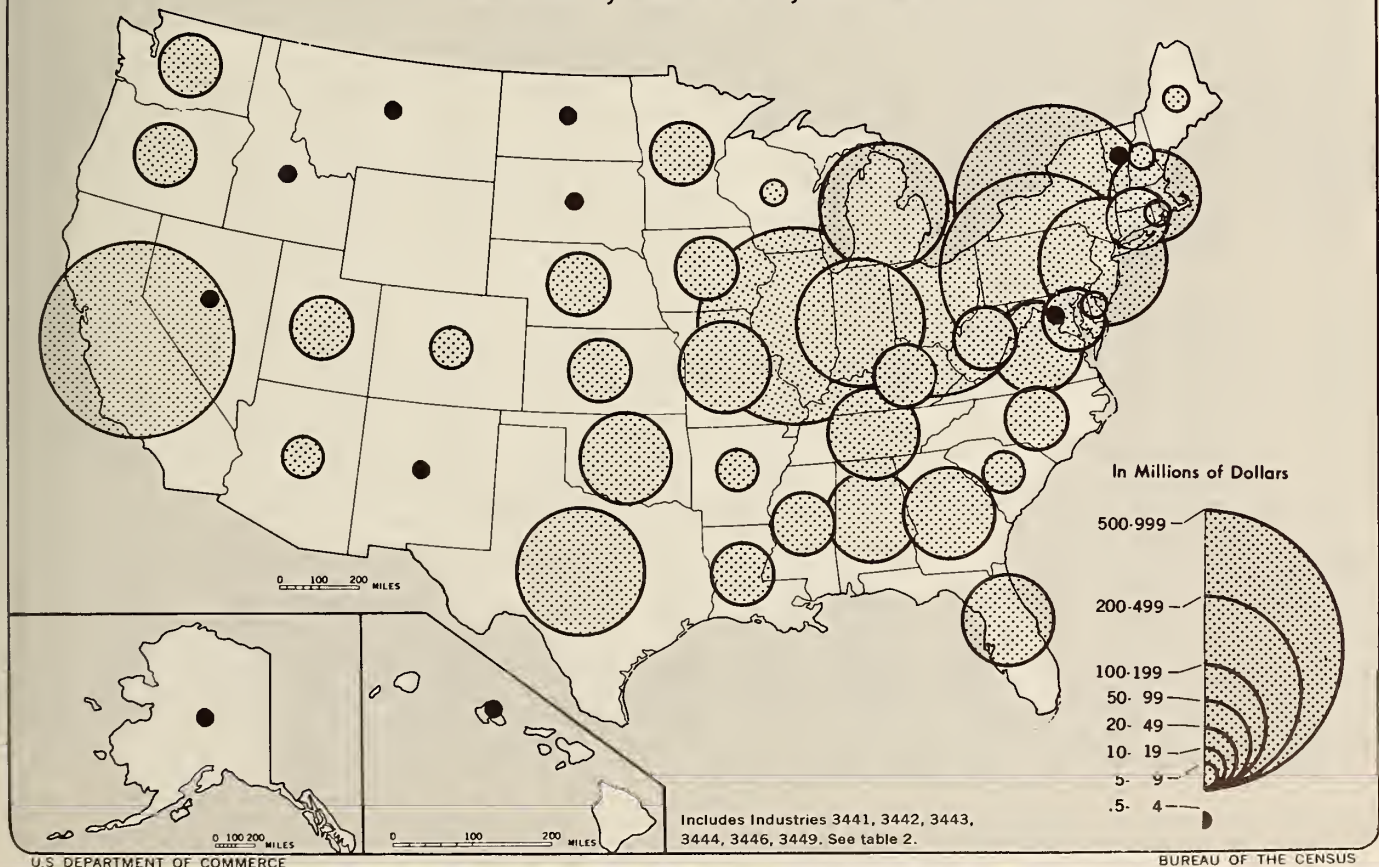 In Millions of Dollars
500-999
200-499
100-199
50- 99
20- 49
10- 19
5- 9
.5- 4
0 100 200 MILES
0 100 200 MILES
0 100 200 MILES
Includes Industries 3441, 3442, 3443,
3444, 3446, 3449. See table 2.
U.S DEPARTMENT OF COMMERCE
BUREAU OF THE CENSUS